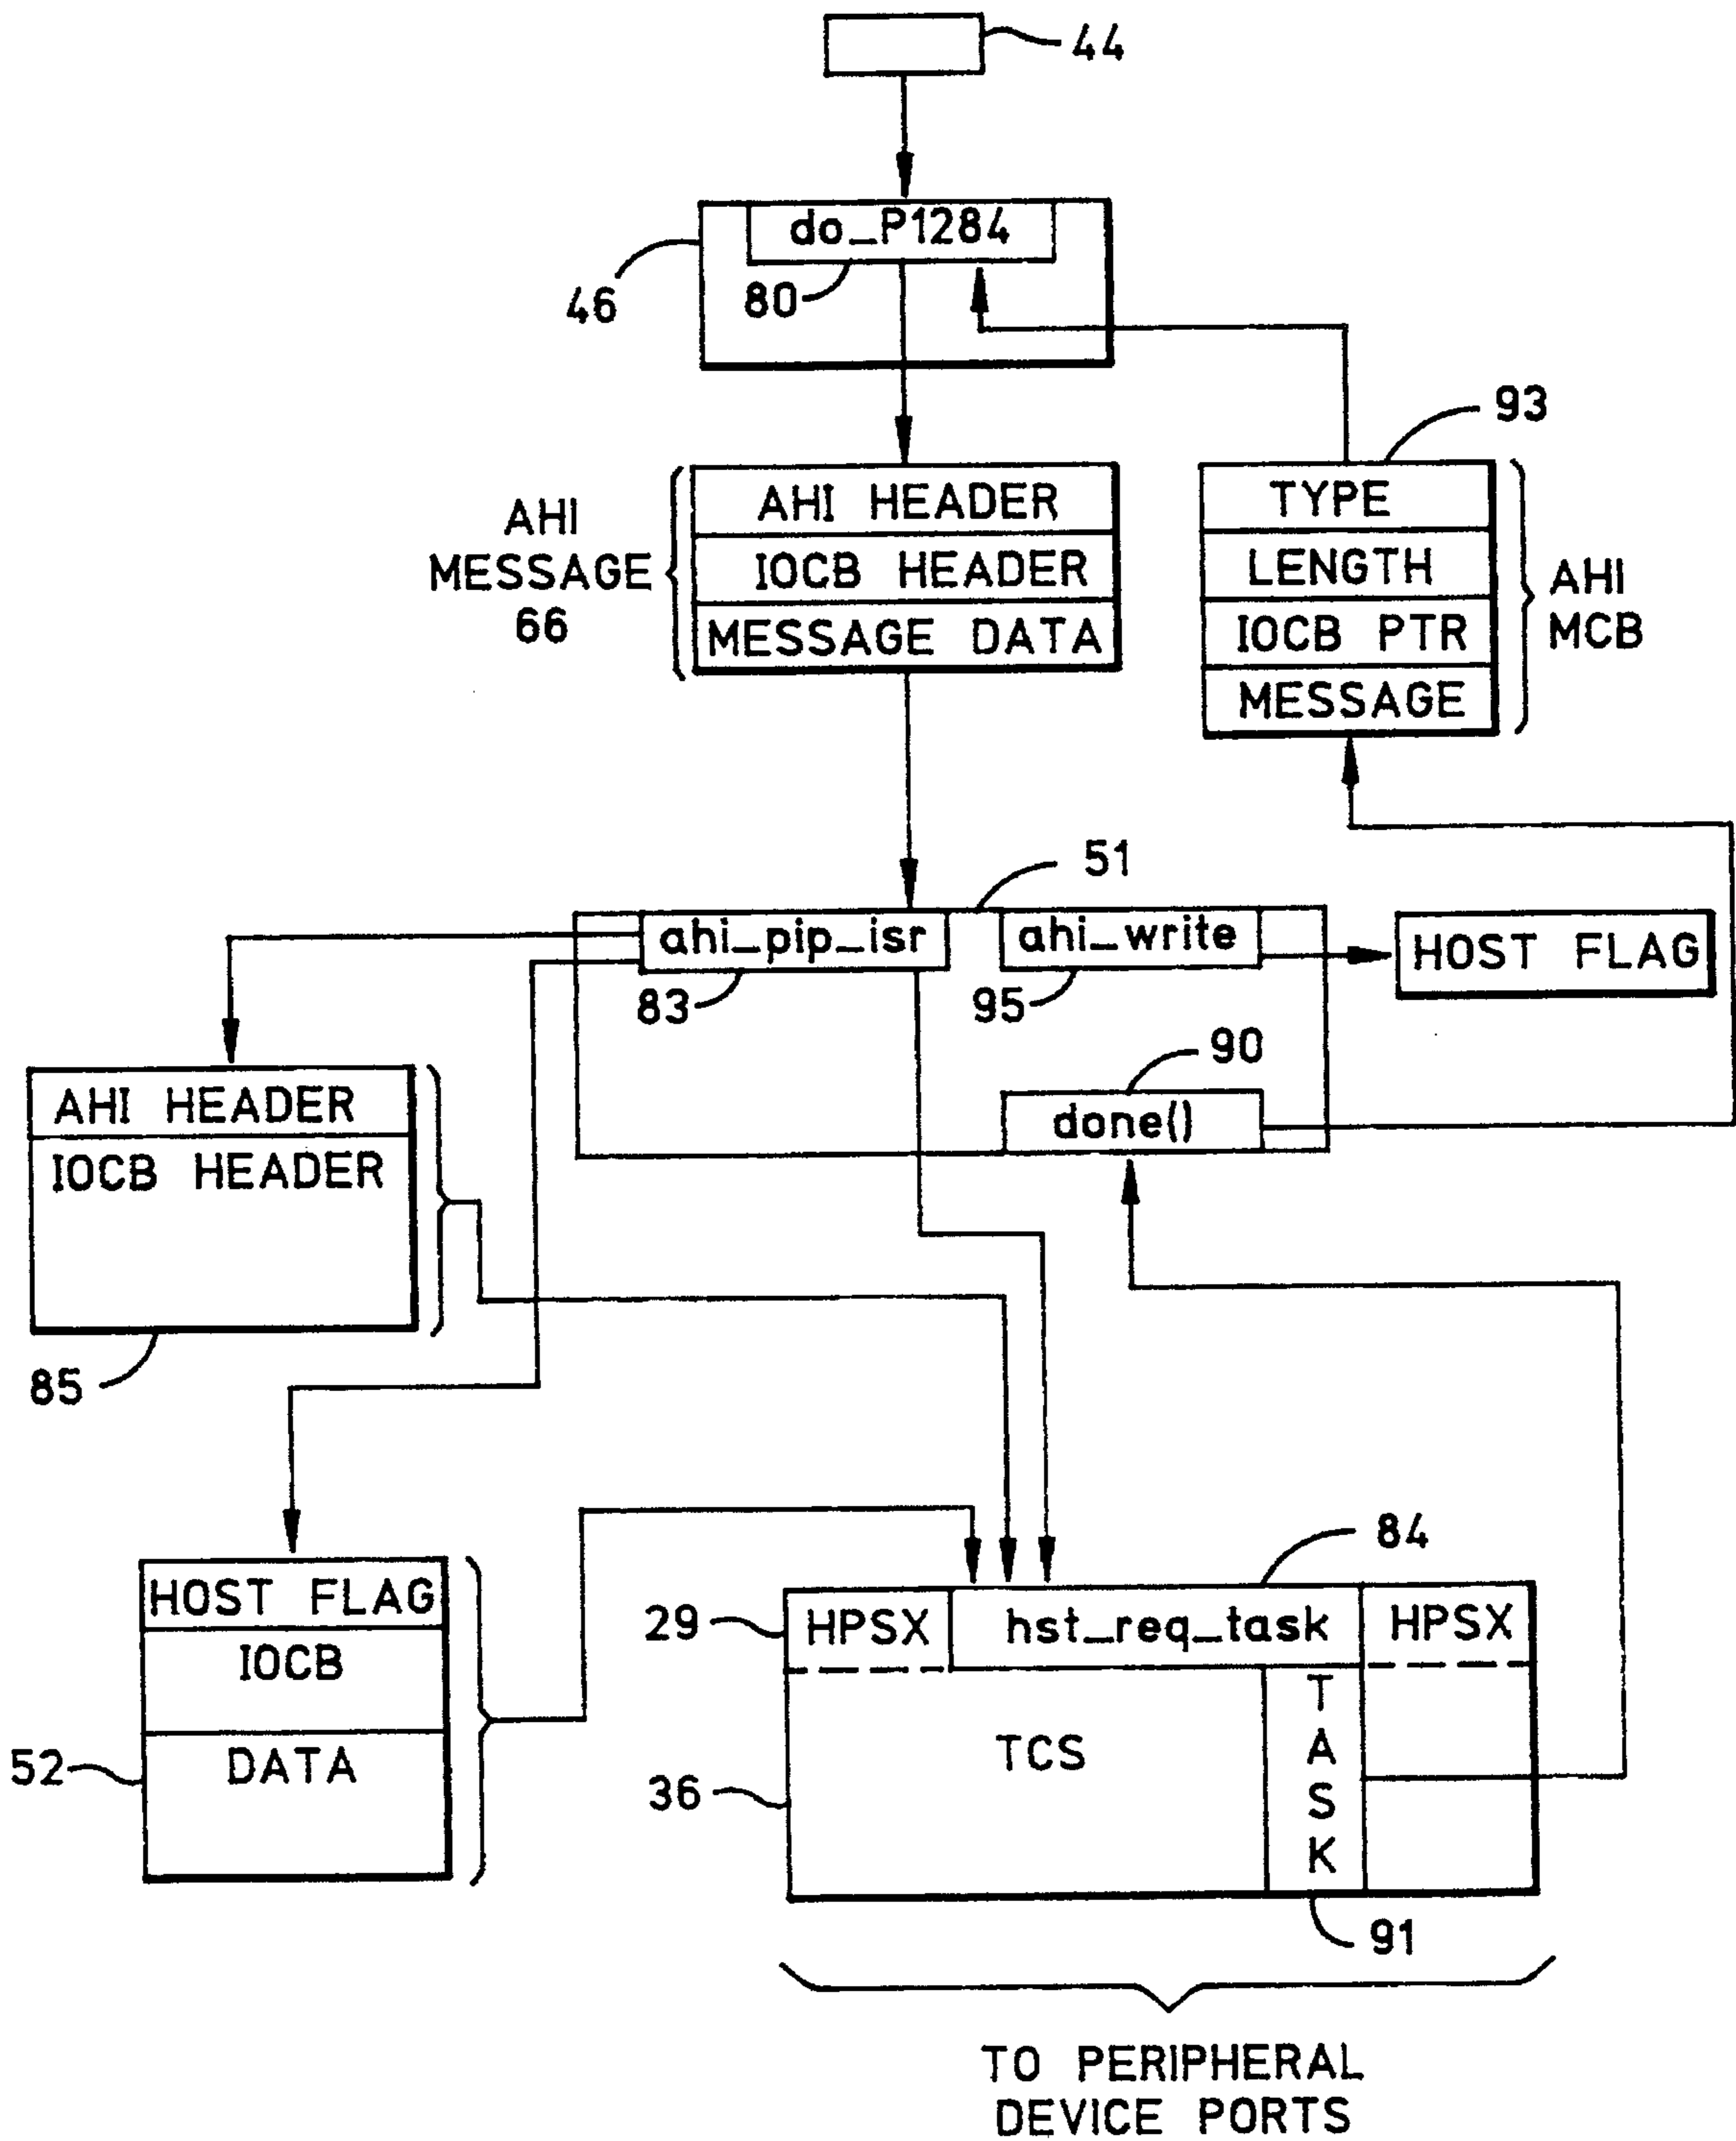 44
do_P1284
46
80
93
AHI
MESSAGE
66
AHI HEADER
IOCB HEADER
MESSAGE DATA
TYPE
LENGTH
IOCB PTR
MESSAGE
AHI
MCB
51
ahi_pip_isr
ahi_write
HOST FLAG
83
95
90
done()
AHI HEADER
IOCB HEADER
85
84
HOST FLAG
IOCB
DATA
52
29
HPSX
hst_req_task
HPSX
TCS
TASK
36
91
TO PERIPHERAL
DEVICE PORTS